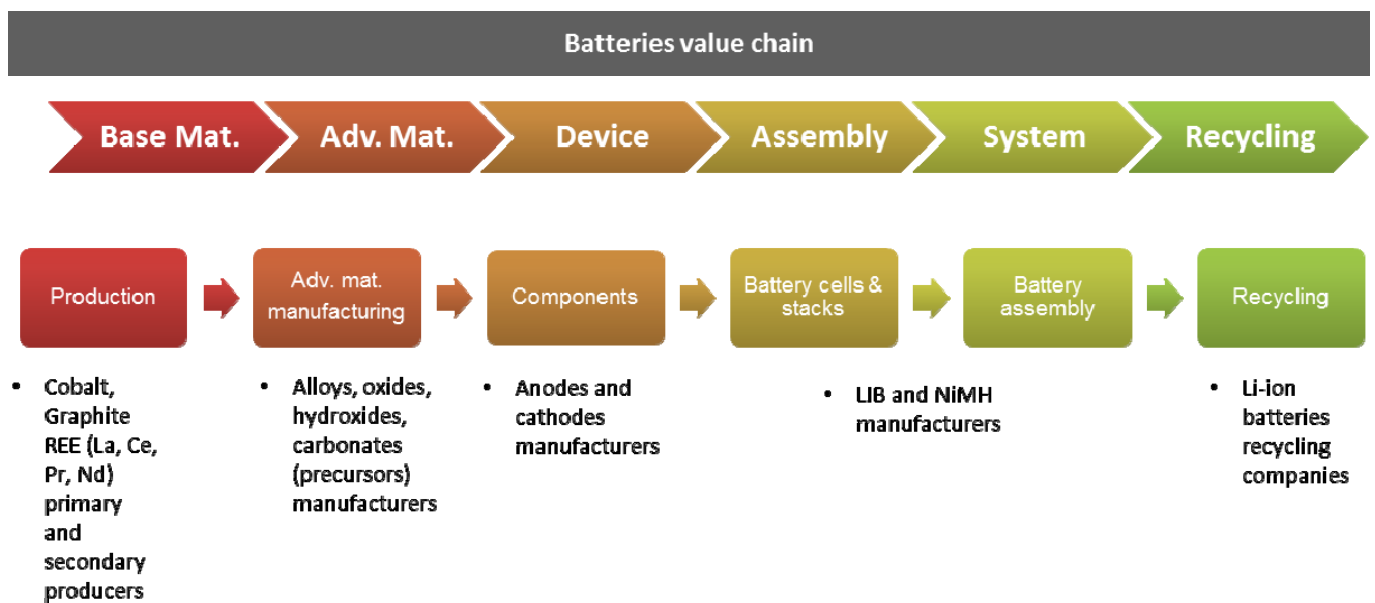 Batteries value chain
Base Mat.
Adv. Mat.
Device
Assembly
System
Recycling
Production
Adv. mat.
manufacturing
Components
Battery cells &
stacks
Battery
assembly
Recycling
• Cobalt,
Graphite
REE (La, Ce,
Pr, Nd)
primary
and
secondary
producers
• Alloys, oxides,
hydroxides,
carbonates
(precursors)
manufacturers
• Anodes and
cathodes
manufacturers
• LIB and NiMH
manufacturers
• Li-ion
batteries
recycling
companies